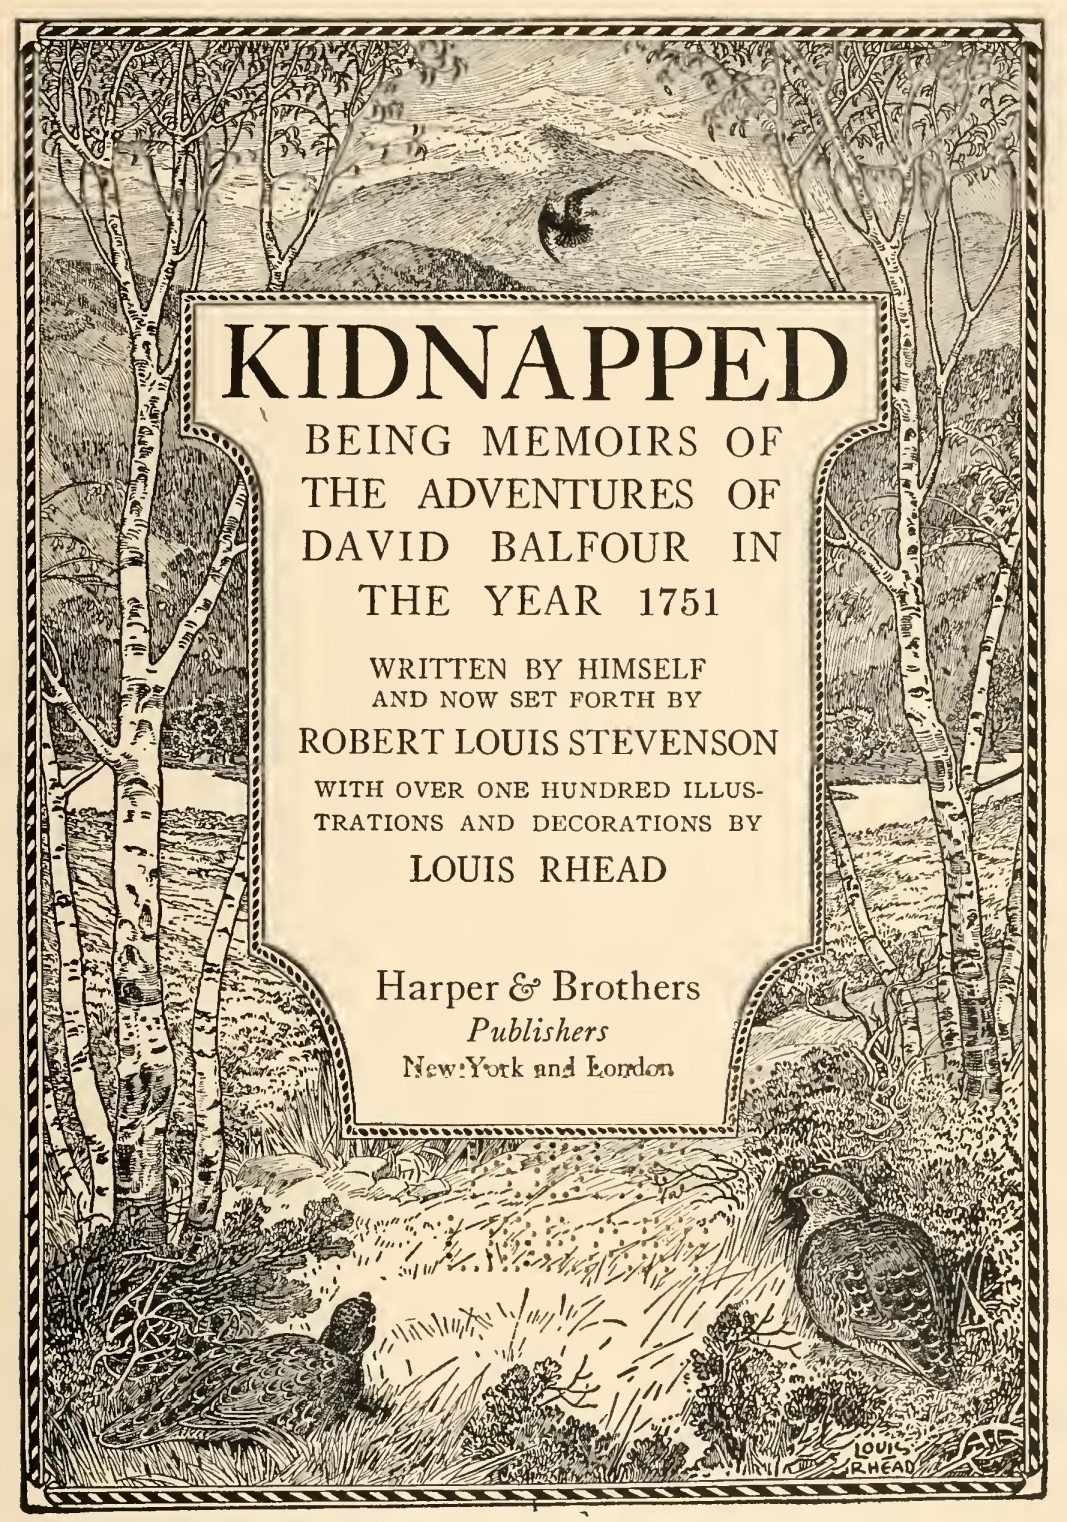 KIDNAPPED
BEING MEMOIRS OF
THE ADVENTURES OF
DAVID BALFOUR IN
THE YEAR 1751
WRITTEN BY HIMSELF
AND NOW SET FORTH BY
ROBERT LOUIS STEVENSON
WITH OVER ONE HUNDRED ILLUS-
TRATIONS AND DECORATIONS BY
LOUIS RHEAD
Harper & Brothers
Publishers
New York and London
LOUIS
RHEAD